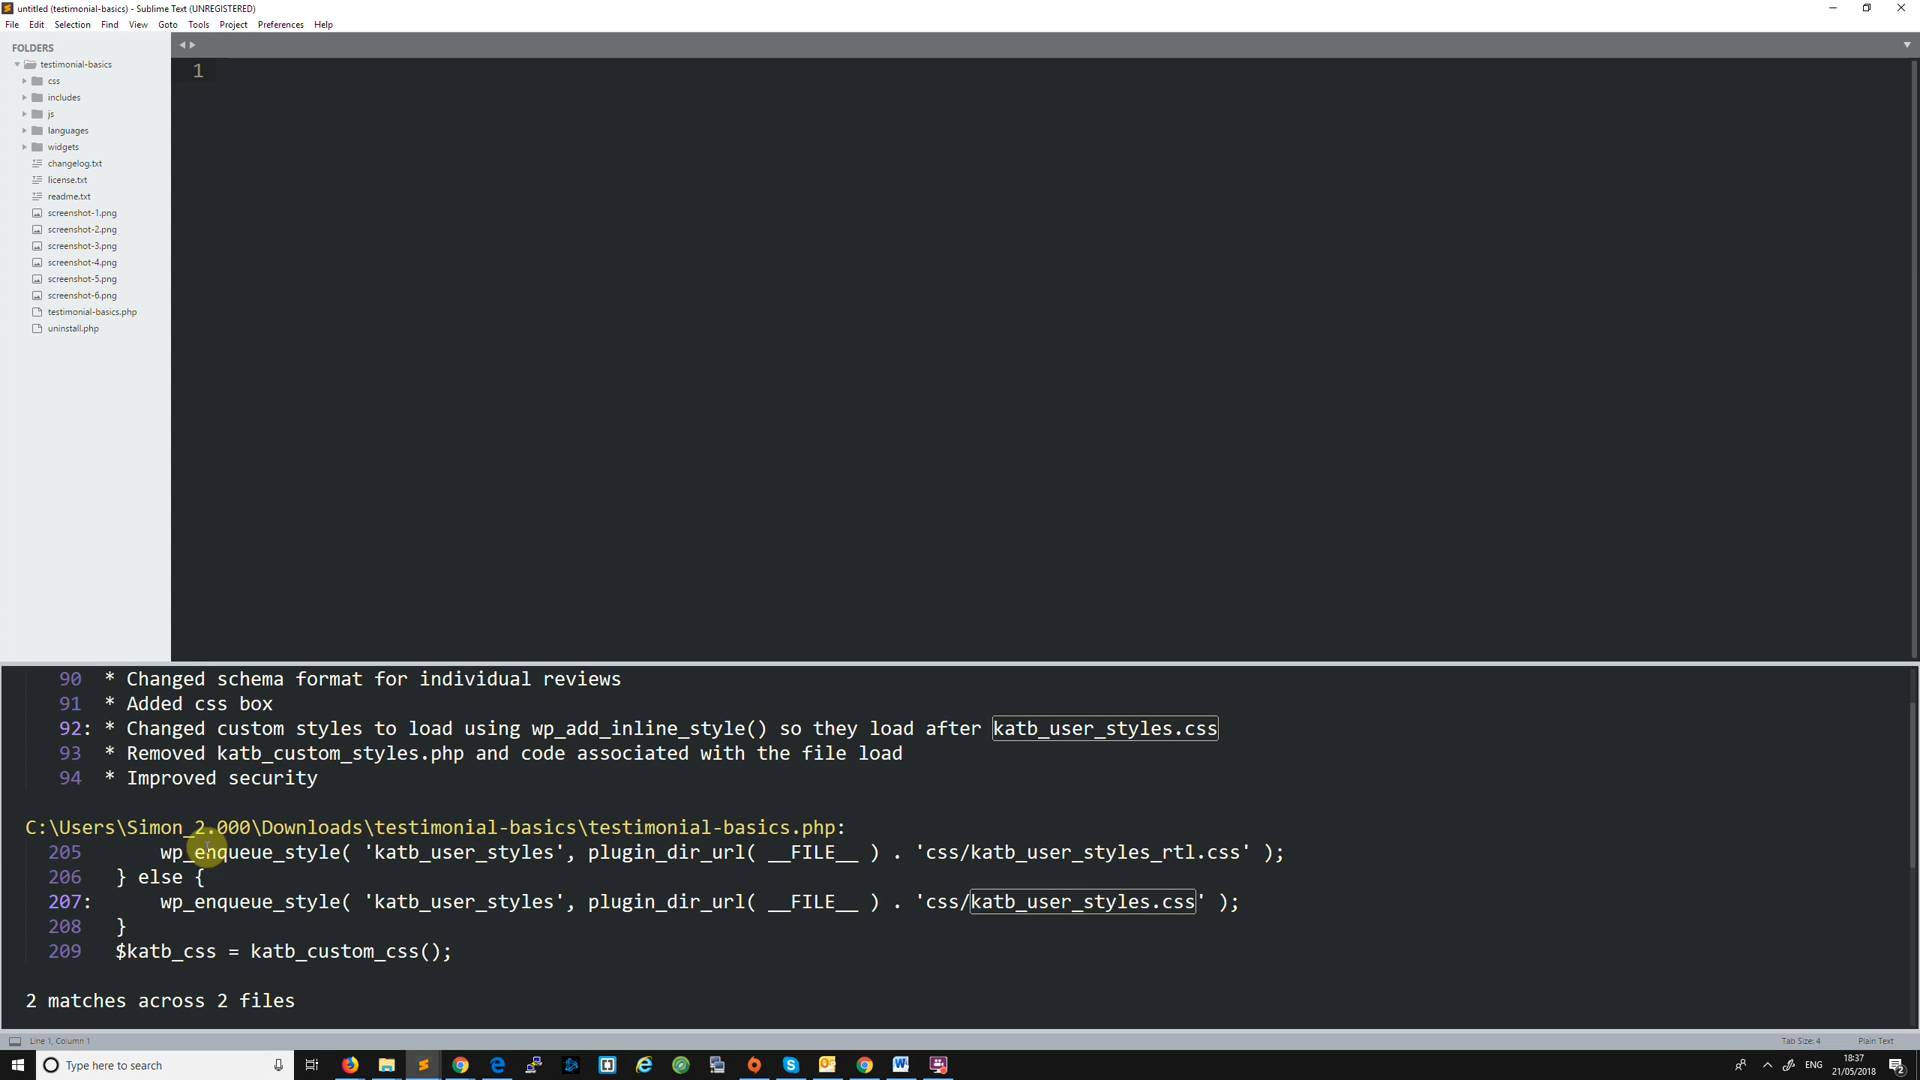 untitled (testimonial-basics) - Sublime Text (UNREGISTERED)
File Edit Selection Find View Goto Tools Project Preferences Help
FOLDERS
testimonial-basics
css
includes
js
languages
widgets
changelog.txt
license.txt
readme.txt
screenshot-1.png
screenshot-2.png
screenshot-3.png
screenshot-4.png
screenshot-5.png
screenshot-6.png
testimonial-basics.php
uninstall.php
1
90 * Changed schema format for individual reviews
91 * Added css box
92: * Changed custom styles to load using wp_add_inline_style() so they load after katb_user_styles.css
93 * Removed katb_custom_styles.php and code associated with the file load
94 * Improved security
C:\Users\Simon_2.000\Downloads\testimonial-basics\testimonial-basics.php:
205 wp_enqueue_style( 'katb_user_styles', plugin_dir_url( __FILE__ ) . 'css/katb_user_styles_rtl.css' );
206 } else {
207: wp_enqueue_style( 'katb_user_styles', plugin_dir_url( __FILE__ ) . 'css/katb_user_styles.css' );
208 }
209 $katb_css = katb_custom_css();
2 matches across 2 files
Line 1, Column 1
Tab Size: 4 Plain Text
Type here to search
ENG
18:37
21/05/2018
2